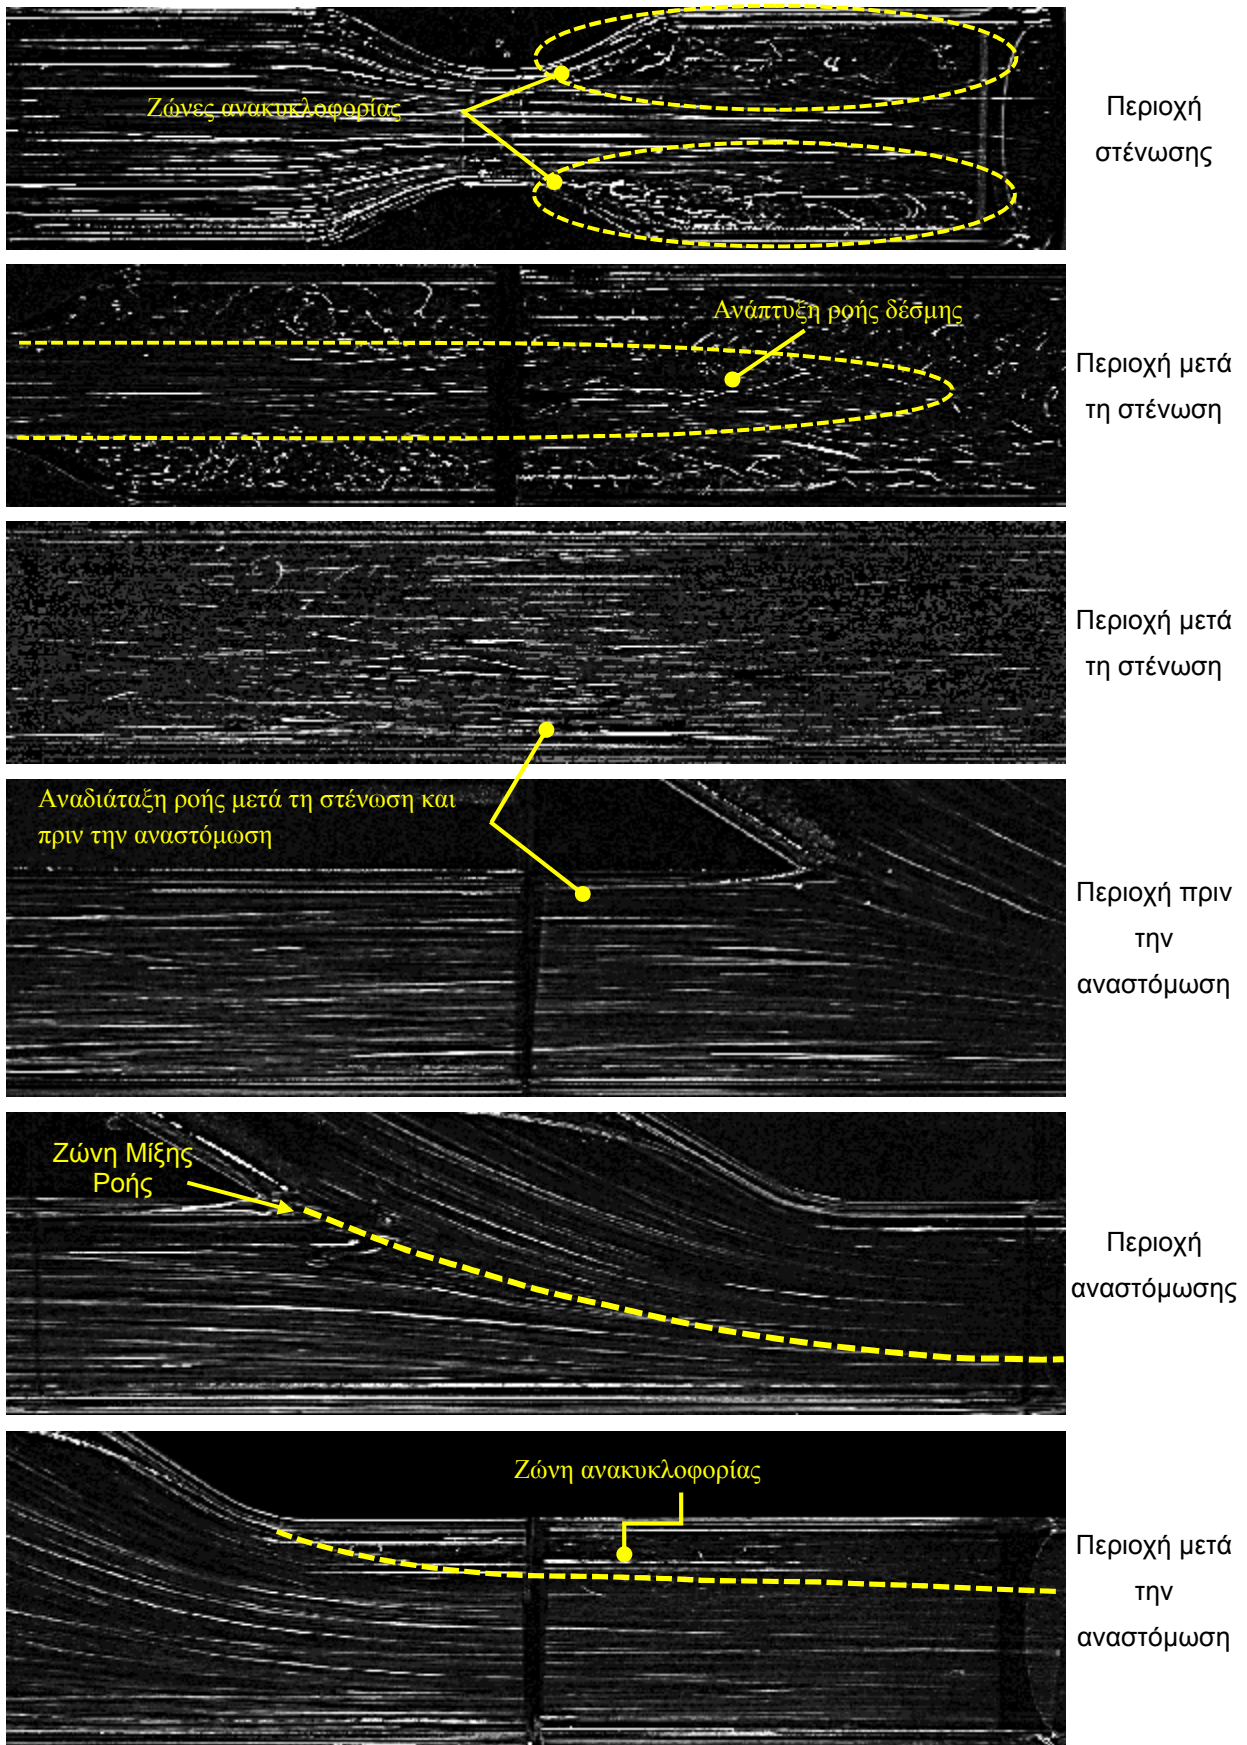 Ζώνες ανακυκλοφορίας
Περιοχή
στένωσης
Ανάπτυξη ροής δέσμης
Περιοχή μετά
τη στένωση
Περιοχή μετά
τη στένωση
Αναδιάταξη ροής μετά τη στένωση και
πριν την αναστόμωση
Περιοχή πριν
την
αναστόμωση
Ζώνη Μίξης
Ροής
Περιοχή
αναστόμωσης
Ζώνη ανακυκλοφορίας
Περιοχή μετά
την
αναστόμωση